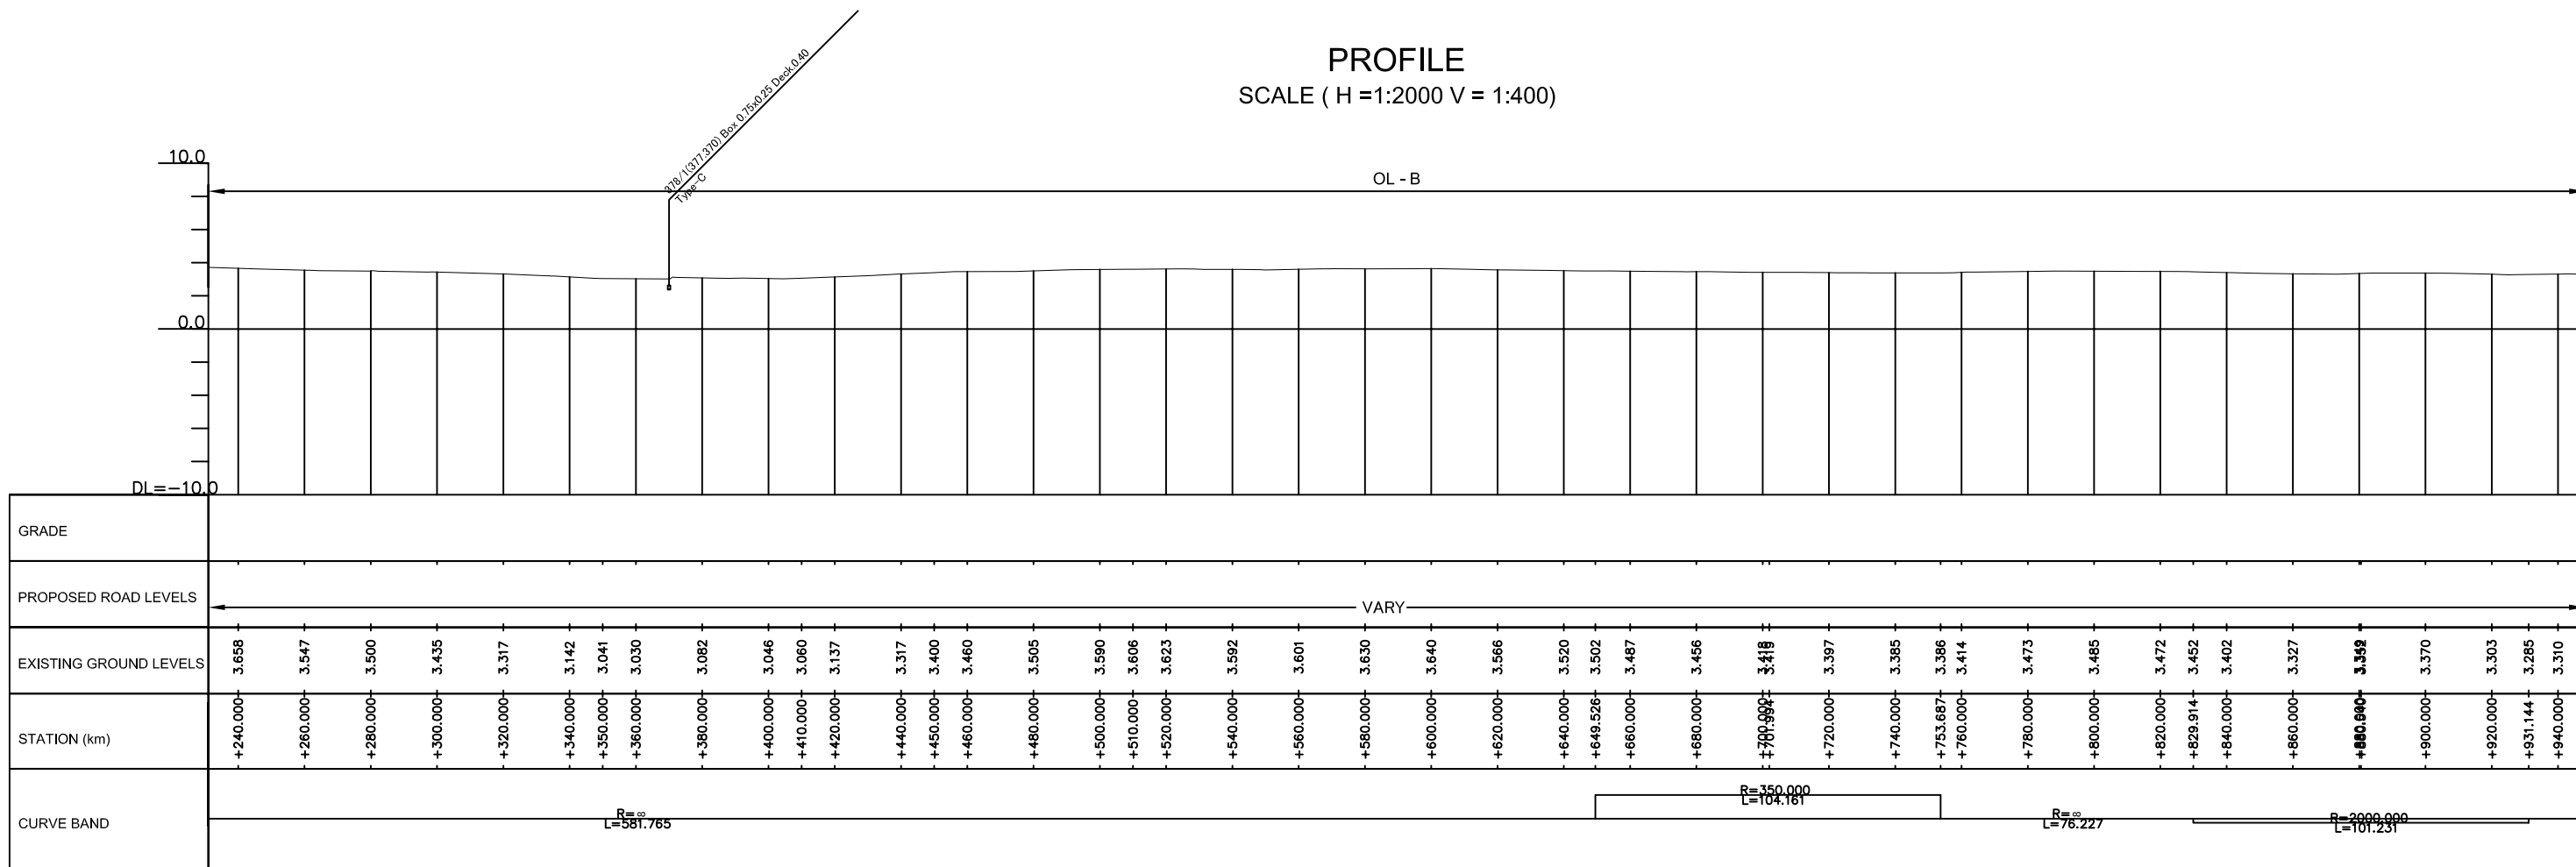 PROFILE
SCALE ( H =1:2000 V = 1:400)
378/1(377.370) Box 0.75x0.25 Deck.0.40
Type-C
10.0
OL - B
0.0
DL=-10.0
GRADE
PROPOSED ROAD LEVELS
VARY
EXISTING GROUND LEVELS 3.658 3.547 3.500 3.435 3.317 3.142 3.041 3.030 3.082 3.046 3.060 3.137 3.317 3.400 3.460 3.505 3.590 3.606 3.623 3.592 3.601 3.630 3.640 3.566 3.520 3.502 3.487 3.456 3.418 3.419 3.397 3.385 3.386 3.414 3.473 3.485 3.472 3.452 3.402 3.327 3.370 3.303 3.285 3.310
STATION (km) +240.000 +260.000 +280.000 +300.000 +320.000 +340.000 +350.000 +360.000 +380.000 +400.000 +410.000 +420.000 +440.000 +450.000 +460.000 +480.000 +500.000 +510.000 +520.000 +540.000 +560.000 +580.000 +600.000 +620.000 +640.000 +649.526 +660.000 +680.000 +700.000 +701.994 +720.000 +740.000 +753.687 +760.000 +780.000 +800.000 +820.000 +829.914 +840.000 +860.000 +900.000 +920.000 +931.144 +940.000
CURVE BAND
R=∞
L=581.765
R=350.000
L=104.161
R=∞
L=76.227
R=2000.000
L=101.231